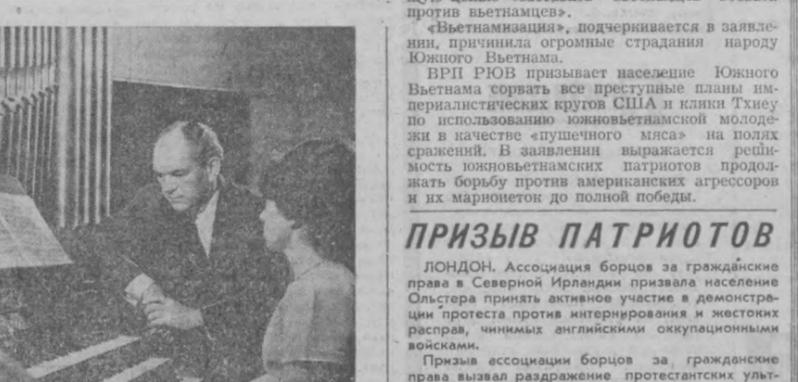 против вьетнамцев».
«Вьетнамизация», подчеркивается в заявле-
нии, причинила огромные страдания народу
Южного Вьетнама.
ВРП РЮВ призывает население Южного
Вьетнама сорвать все преступные планы им-
периалистических кругов США и клики Тхиеу
по использованию южновьетнамской молоде-
жи в качестве «пушечного мяса» на полях
сражений. В заявлении выражается реши-
мость южновьетнамских патриотов продол-
жать борьбу против американских агрессоров
и их марионеток до полной победы.
ПРИЗЫВ ПАТРИОТОВ
ЛОНДОН. Ассоциация борцов за гражданские
права в Северной Ирландии призвала население
Ольстера принять активное участие в демонстра-
ции протеста против интернирования и жестоких
расправ, чинимых английскими оккупационными
войсками.
Призыв ассоциации борцов за гражданские
права вызвал раздражение протестантских ульт-